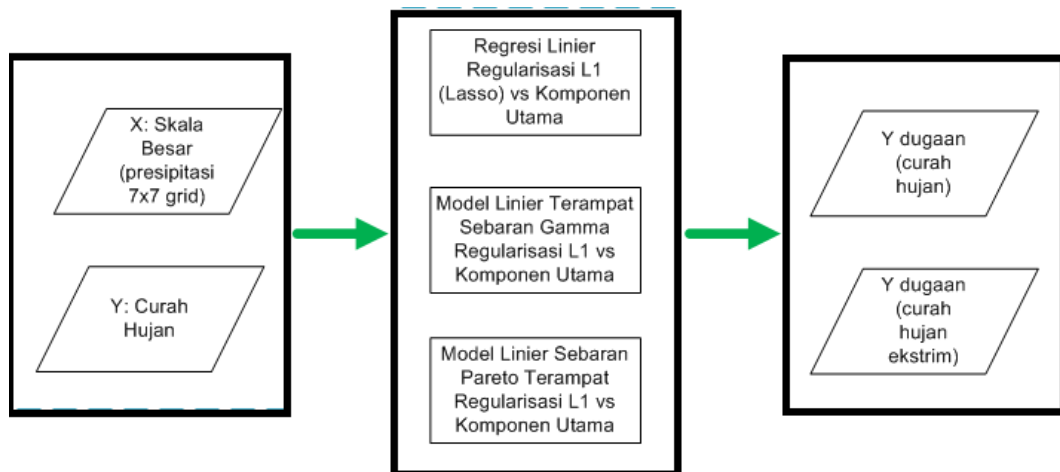 X: Skala
Besar
(presipitasi
7x7 grid)
Y: Curah
Hujan
Regresi Linier
Regularisasi L1
(Lasso) vs Komponen
Utama
Model Linier Terampat
Sebaran Gamma
Regularisasi L1 vs
Komponen Utama
Model Linier Sebaran
Pareto Terampat
Regularisasi L1 vs
Komponen Utama
Y dugaan
(curah
hujan)
Y dugaan
(curah
hujan
ekstrim)